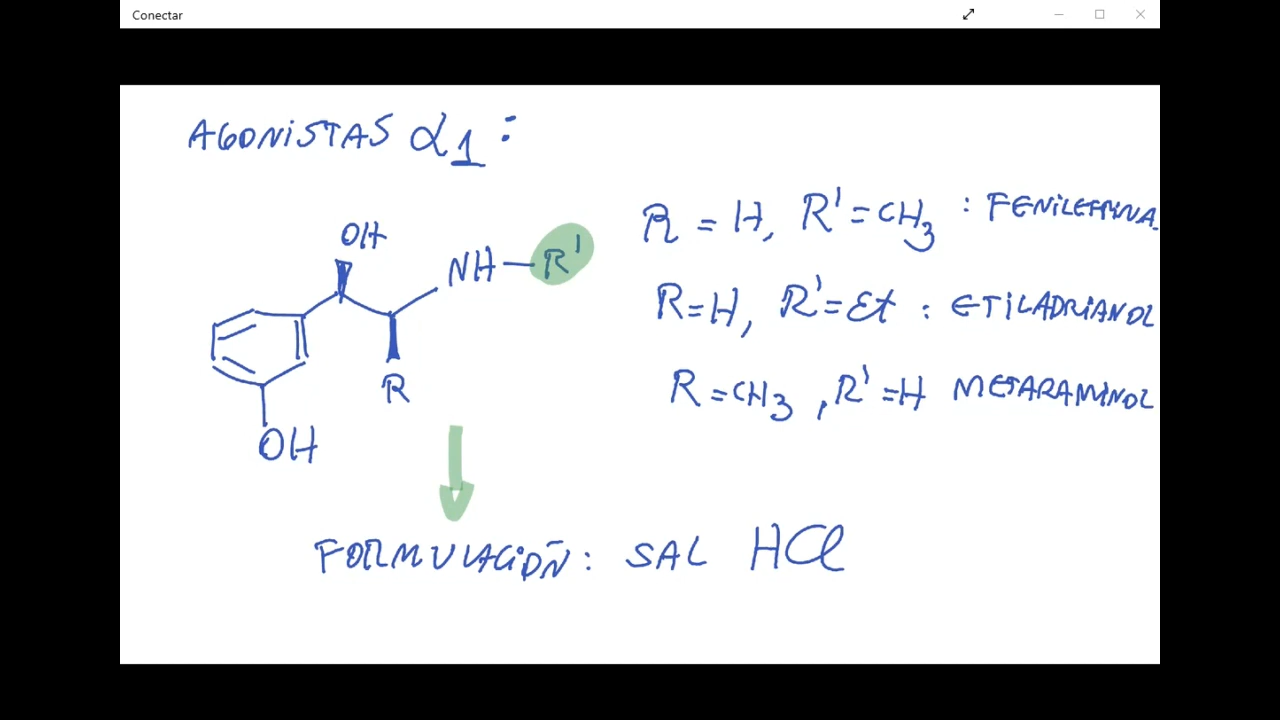 Conectar
AGONISTAS α1 :
R = H, R' = CH3 : FENILEFRINA
OH
NH—R'
R=H, R'=Et : ETILADRIANOL
R
R=CH3, R'=H METARAMINOL
OH
FORMULACIÓN: SAL HCl